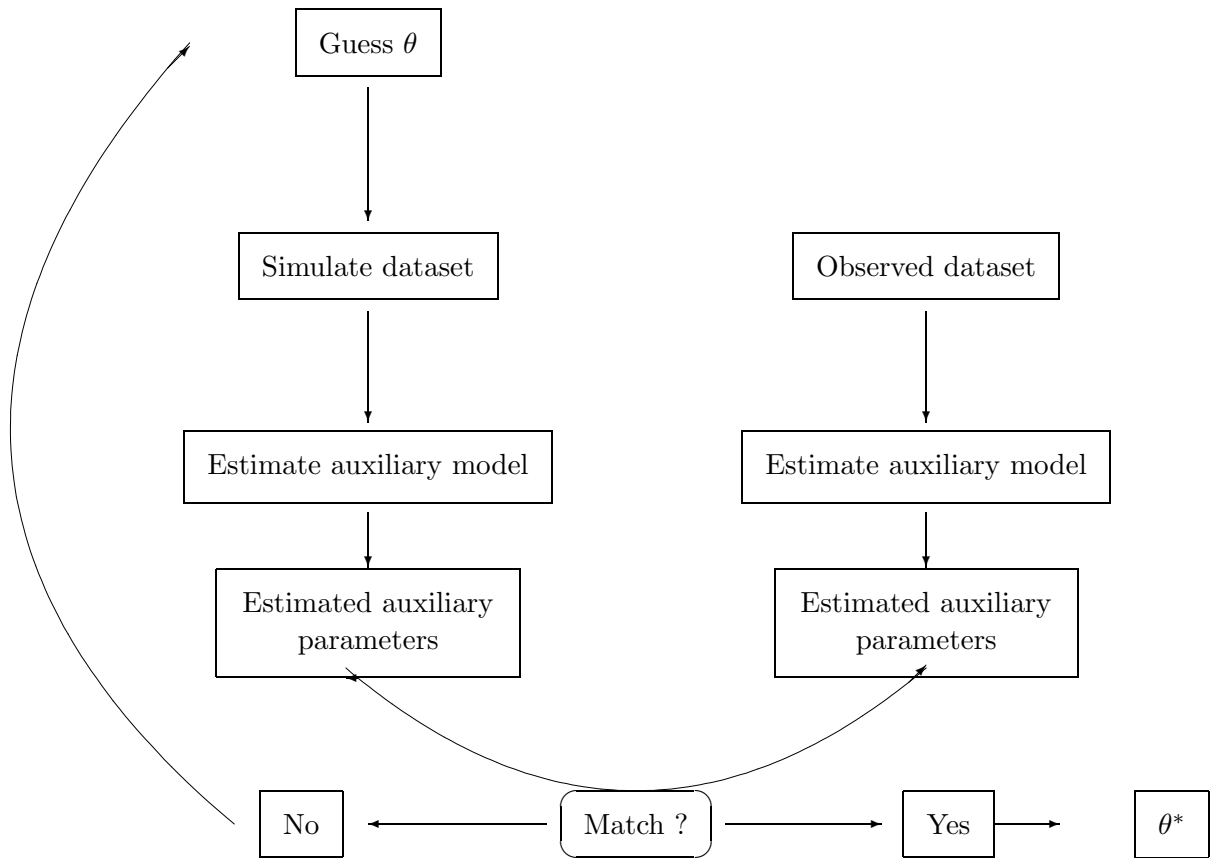 Guess θ
Simulate dataset
Observed dataset
Estimate auxiliary model
Estimate auxiliary model
Estimated auxiliary
parameters
Estimated auxiliary
parameters
No
Match ?
Yes
θ*